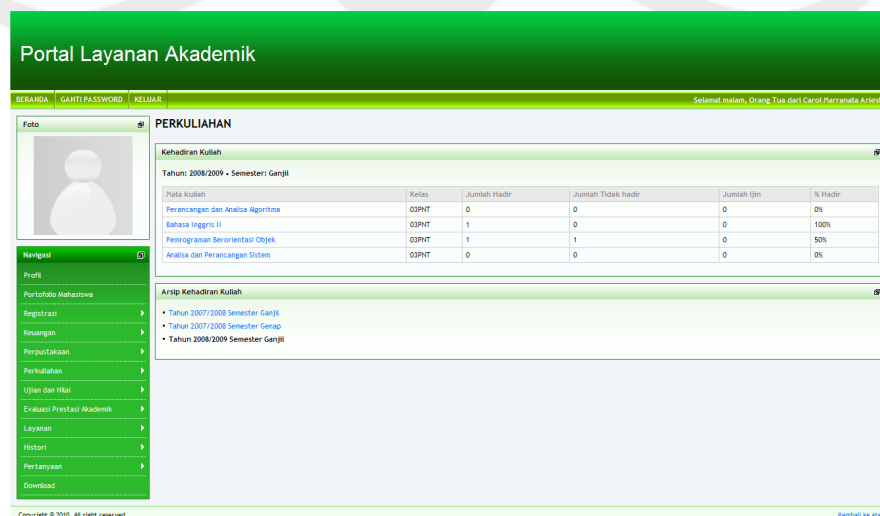 Portal Layanan Akademik
BERANDA GANTI PASSWORD KELUAR Selamat malam, Orang Tua dari Carol Marranata
Foto
PERKULIAHAN
Kehadiran Kuliah
Tahun: 2008/2009 • Semester: Ganjil
Mata kuliah Kelas Jumlah Hadir Jumlah Tidak hadir Jumlah Ijin % Hadir
Perancangan dan Analisa Algoritma 03PNT 0 0 0 0%
Bahasa Inggris II 03PNT 1 0 0 100%
Pemrograman Berorientasi Objek 03PNT 1 1 0 50%
Analisa dan Perancangan Sistem 03PNT 0 0 0 0%
Arsip Kehadiran Kuliah
• Tahun 2007/2008 Semester Ganjil
• Tahun 2007/2008 Semester Genap
• Tahun 2008/2009 Semester Ganjil
Navigasi
Profil
Portofolio Mahasiswa
Registrasi
Keuangan
Perpustakaan
Perkuliahan
Ujian dan Nilai
Evaluasi Prestasi Akademik
Layanan
Histori
Pertanyaan
Download
Copyright © 2010. All right reserved. Kembali ke